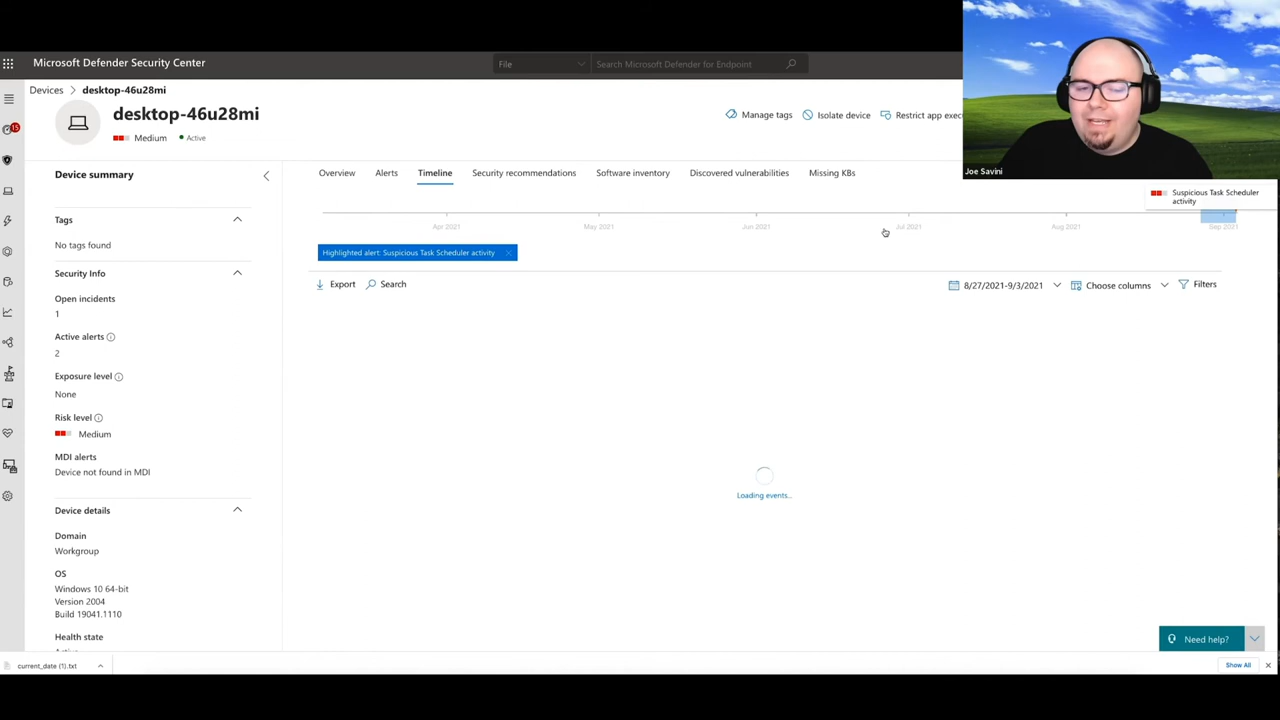 Microsoft Defender Security Center
File
Search Microsoft Defender for Endpoint
Devices > desktop-46u28mi
desktop-46u28mi
Medium
Active
Manage tags
Isolate device
Restrict app exec
Joe Savini
15
Device summary
Overview
Alerts
Timeline
Security recommendations
Software inventory
Discovered vulnerabilities
Missing KBs
Suspicious Task Scheduler
activity
Apr 2021
May 2021
Jun 2021
Jul 2021
Aug 2021
Sep 2021
Tags
No tags found
Highlighted alert: Suspicious Task Scheduler activity
Export
Search
8/27/2021-9/3/2021
Choose columns
Filters
Security Info
Open incidents
1
Active alerts
2
Exposure level
None
Risk level
Medium
MDI alerts
Device not found in MDI
Loading events...
Device details
Domain
Workgroup
OS
Windows 10 64-bit
Version 2004
Build 19041.1110
Health state
Need help?
current_date (1).txt
Show All